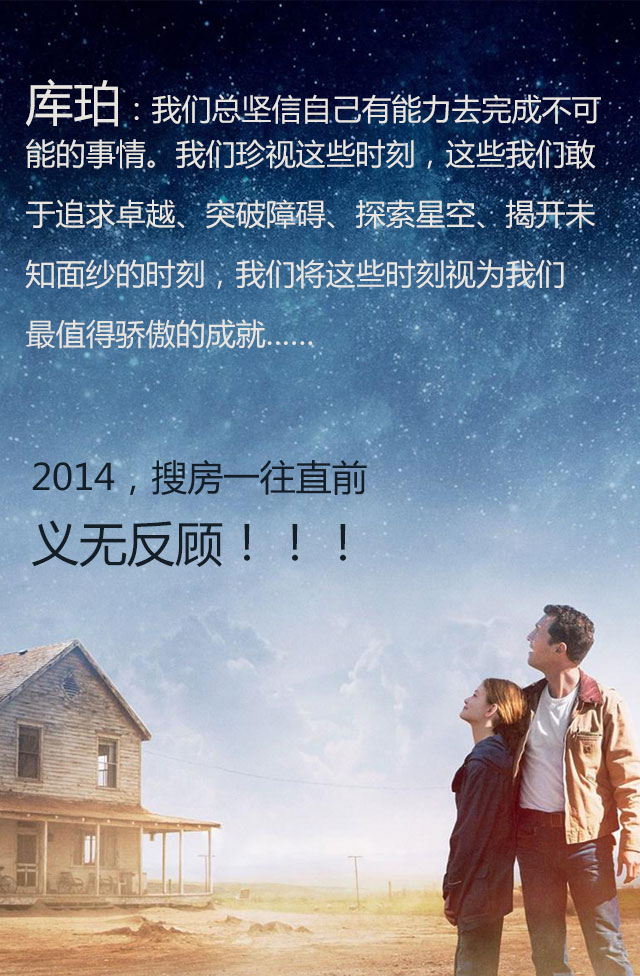 库珀：我们总坚信自己有能力去完成不可
能的事情。我们珍视这些时刻，这些我们敢
于追求卓越、突破障碍、探索星空、揭开未
知面纱的时刻，我们将这些时刻视为我们
最值得骄傲的成就......
2014，搜房一往直前
义无反顾！！！